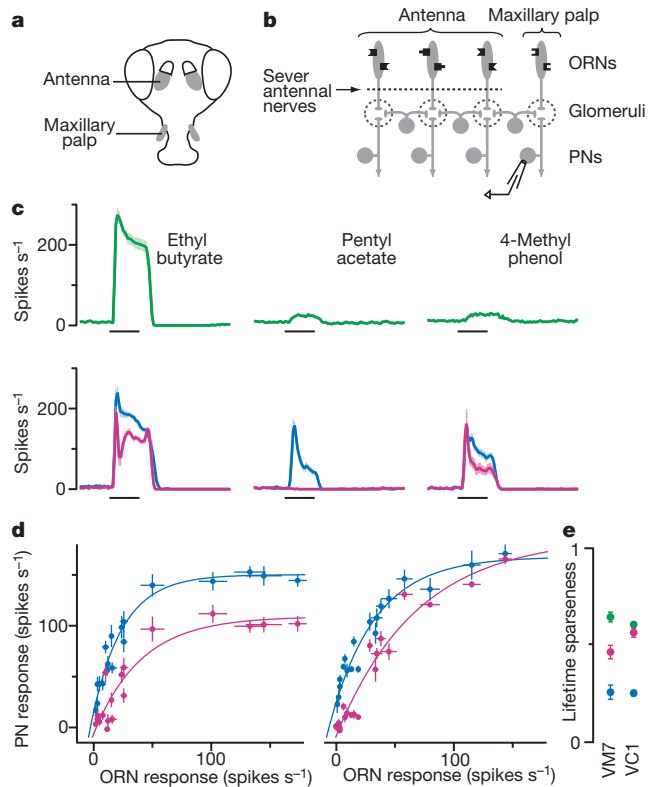 a
Antenna
Maxillary palp
b
Antenna
Maxillary palp
ORNs
Sever antennal nerves
Glomeruli
PNs
c
Spikes s⁻¹
200
0
Ethyl butyrate
Pentyl acetate
4-Methyl phenol
Spikes s⁻¹
200
0
d
PN response (spikes s⁻¹)
100
0
0
100
ORN response (spikes s⁻¹)
0
100
ORN response (spikes s⁻¹)
e
Lifetime sparseness
1
0
VM7
VC1